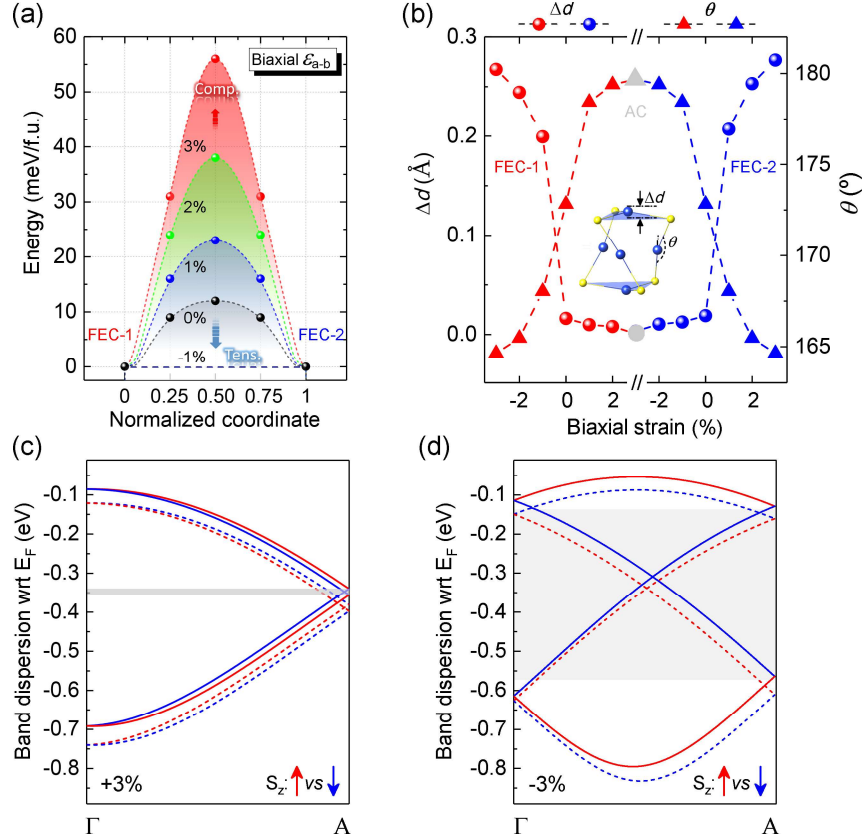 (a)
Biaxial εa-b
60
50
40
30
20
10
0
Energy (meV/f.u.)
Comp.
3%
2%
1%
0%
-1%
FEC-1
FEC-2
Tens.
0
0.25
0.50
0.75
1
Normalized coordinate
(b)
Δd
θ
//
0.3
0.2
0.1
0.0
Δd (Å)
180
175
170
165
θ (º)
AC
FEC-1
FEC-2
Δd
θ
//
-2
0
2
-2
0
2
Biaxial strain (%)
(c)
-0.1
-0.2
-0.3
-0.4
-0.5
-0.6
-0.7
-0.8
Band dispersion wrt EF (eV)
+3%
Sz: vs
Γ
A
(d)
-0.1
-0.2
-0.3
-0.4
-0.5
-0.6
-0.7
-0.8
Band dispersion wrt EF (eV)
-3%
Sz: vs
Γ
A